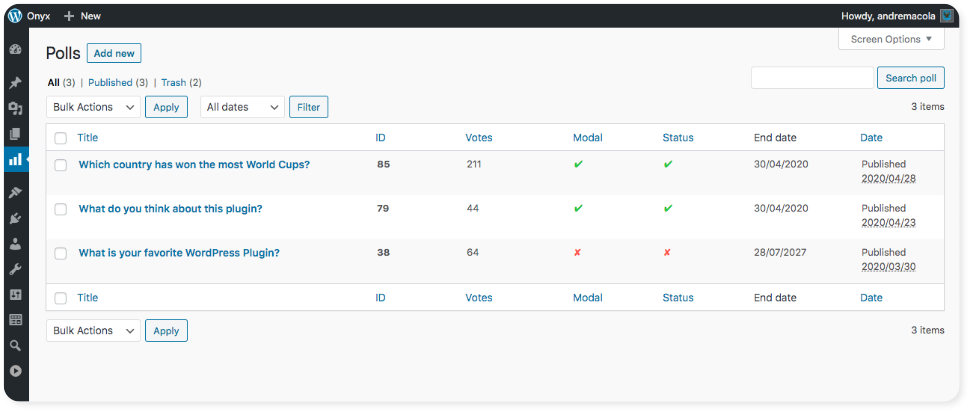 Onyx + New Howdy, andremacola
Screen Options ▼
Polls Add new
All (3) | Published (3) | Trash (2) Search poll
Bulk Actions Apply All dates Filter 3 items
Title ID Votes Modal Status End date Date
Which country has won the most World Cups? 85 211 ✔ ✔ 30/04/2020 Published
2020/04/28
What do you think about this plugin? 79 44 ✔ ✔ 30/04/2020 Published
2020/04/23
What is your favorite WordPress Plugin? 38 64 ✘ ✘ 28/07/2027 Published
2020/03/30
Title ID Votes Modal Status End date Date
Bulk Actions Apply 3 items